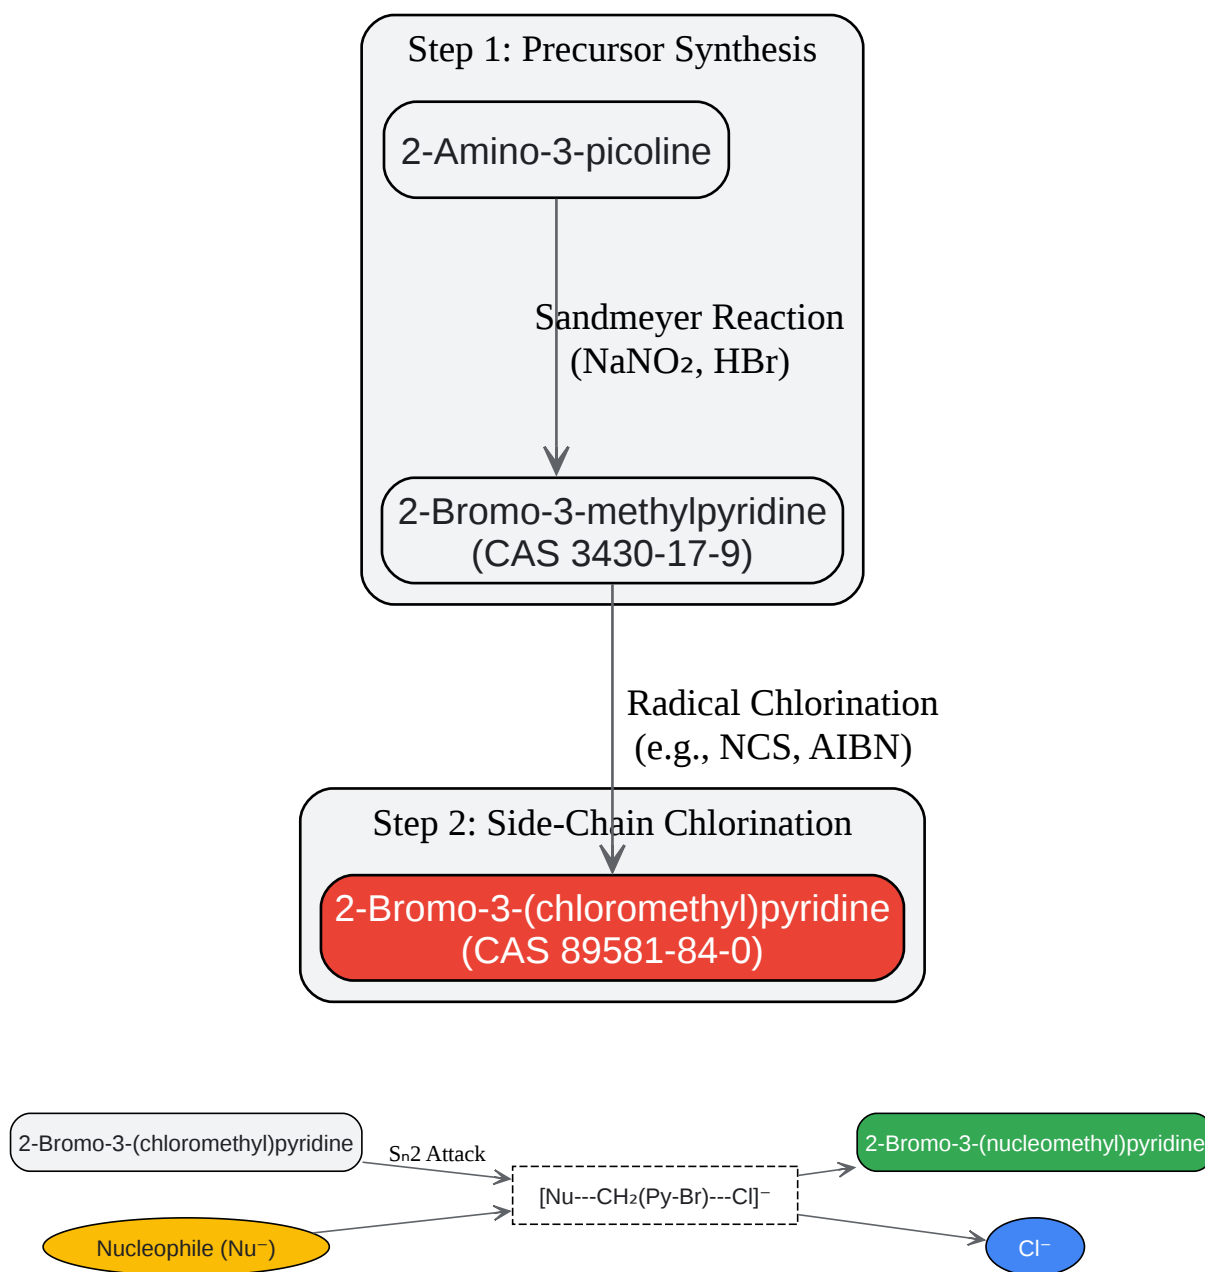 Step 1: Precursor Synthesis
2-Amino-3-picoline
Sandmeyer Reaction
(NaNO₂, HBr)
2-Bromo-3-methylpyridine
(CAS 3430-17-9)
Radical Chlorination
(e.g., NCS, AIBN)
Step 2: Side-Chain Chlorination
2-Bromo-3-(chloromethyl)pyridine
(CAS 89581-84-0)
2-Bromo-3-(chloromethyl)pyridine
Sₙ2 Attack
[Nu---CH₂(Py-Br)---Cl]⁻
2-Bromo-3-(nucleomethyl)pyridine
Nucleophile (Nu⁻)
Cl⁻